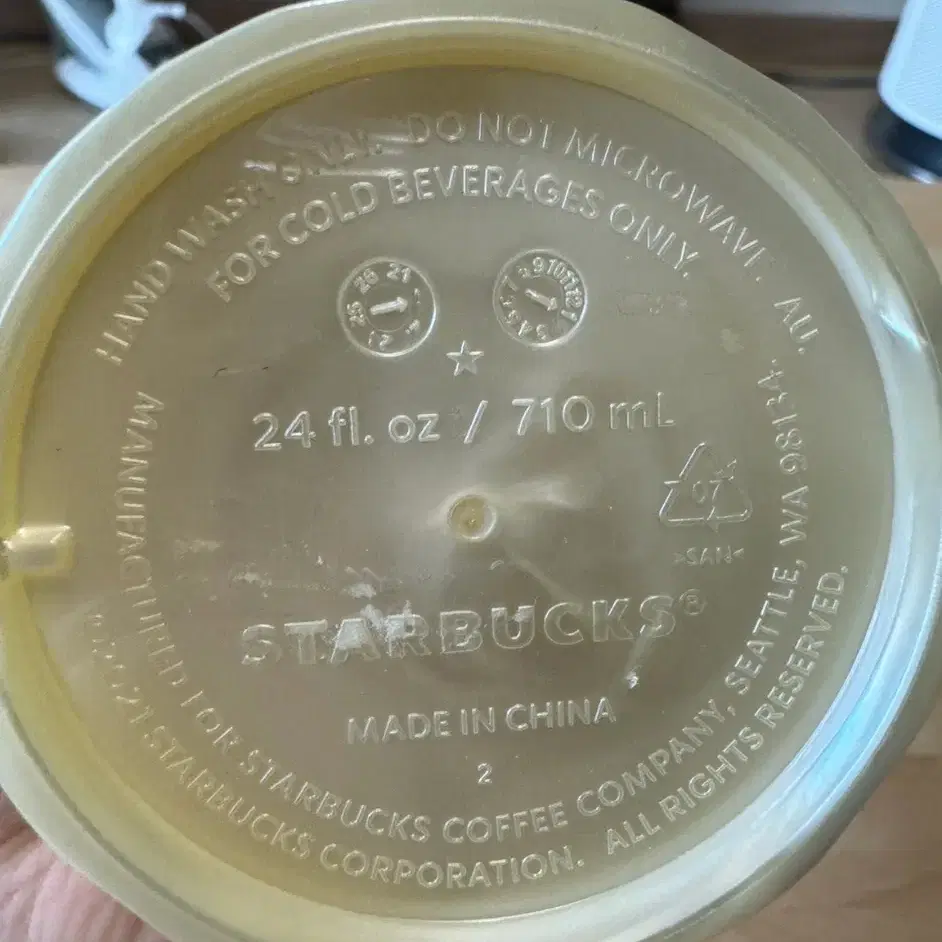 HAND WASH ONLY. DO NOT MICROWAVE. AU.
FOR COLD BEVERAGES ONLY.
24 fl. oz / 710 mL
07
>SAN<
STARBUCKS®
MADE IN CHINA
2
MANUFACTURED FOR STARBUCKS COFFEE COMPANY, SEATTLE, WA 98134.
2021 STARBUCKS CORPORATION. ALL RIGHTS RESERVED.